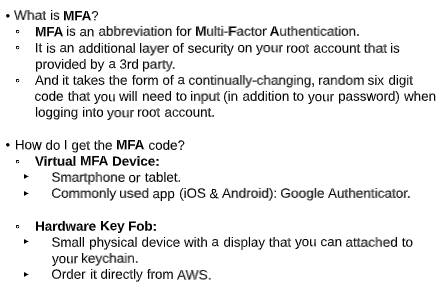 • What is MFA?
▫ MFA is an abbreviation for Multi-Factor Authentication.
▫ It is an additional layer of security on your root account that is
provided by a 3rd party.
▫ And it takes the form of a continually-changing, random six digit
code that you will need to input (in addition to your password) when
logging into your root account.
• How do I get the MFA code?
▫ Virtual MFA Device:
▸ Smartphone or tablet.
▸ Commonly used app (iOS & Android): Google Authenticator.
▫ Hardware Key Fob:
▸ Small physical device with a display that you can attached to
your keychain.
▸ Order it directly from AWS.